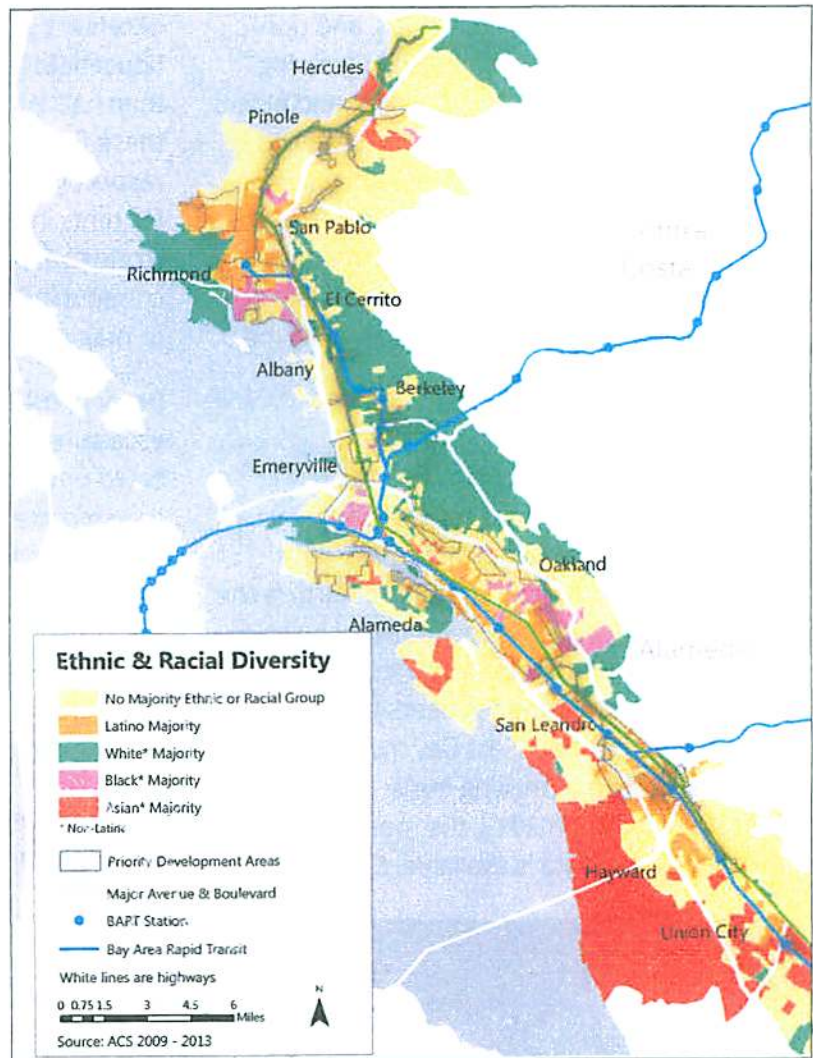 Hercules
Pinole
San Pablo
Richmond
El Cerrito
Albany
Berkeley
Emeryville
Oakland
Alameda
San Leandro
Hayward
Union City
Ethnic & Racial Diversity
No Majority Ethnic or Racial Group
Latino Majority
White* Majority
Black* Majority
Asian* Majority
* Non-Latino
Priority Development Areas
Major Avenue & Boulevard
BART Station
Bay Area Rapid Transit
White lines are highways
N
0 0.75 1.5 3 4.5 6
Miles
Source: ACS 2009 - 2013